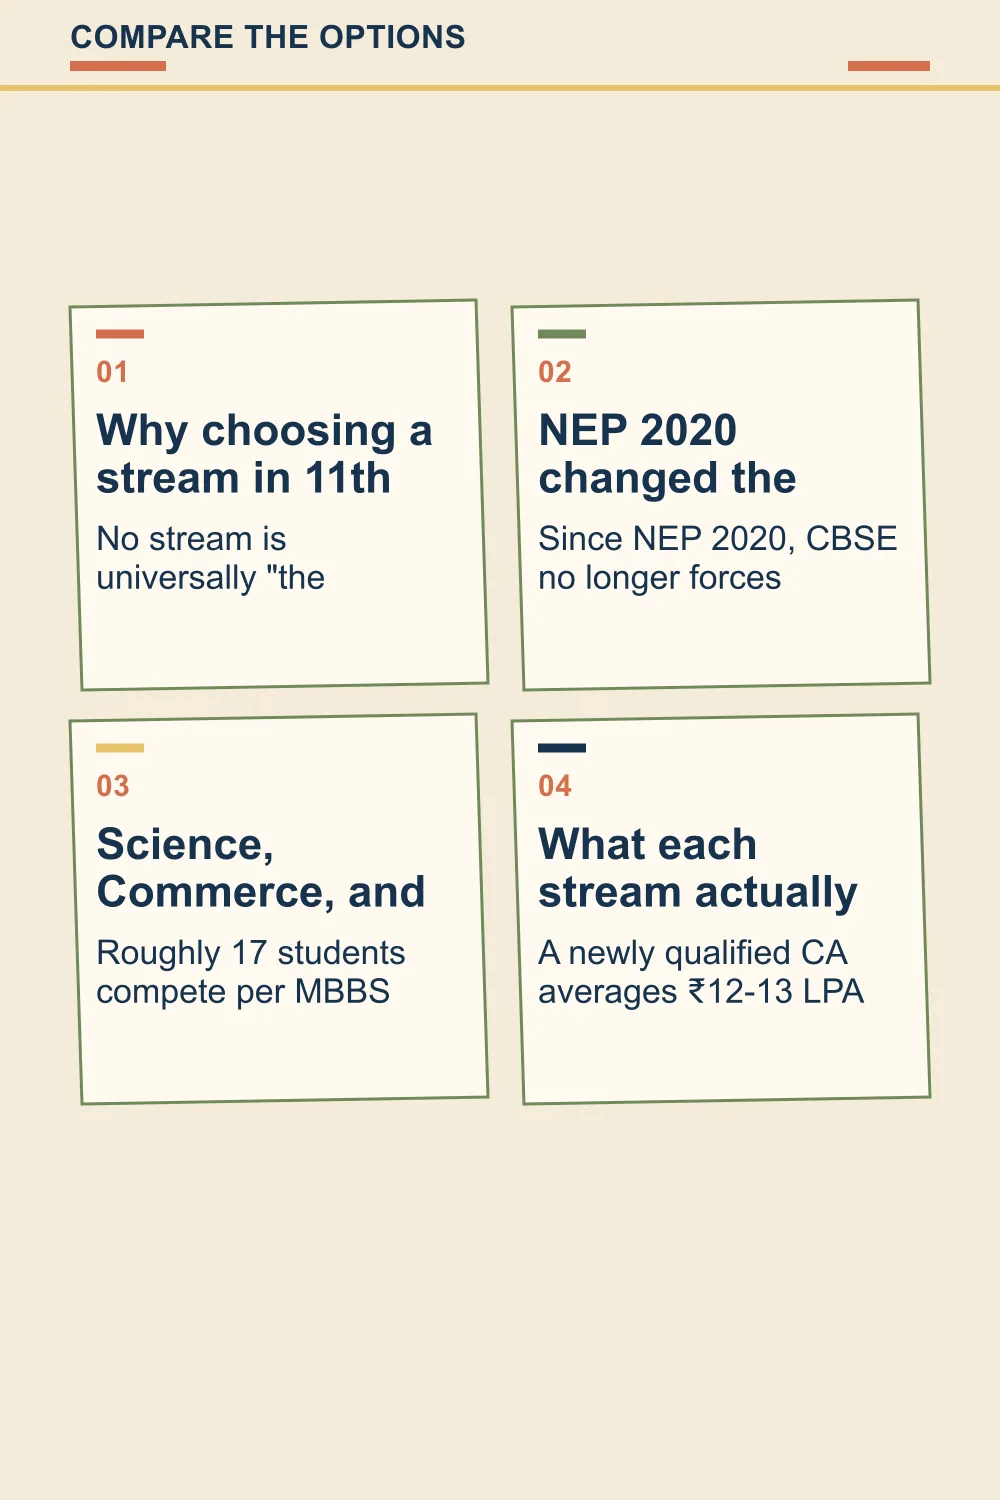 COMPARE THE OPTIONS
01
Why choosing a
stream in 11th
No stream is
universally "the
02
NEP 2020
changed the
Since NEP 2020, CBSE
no longer forces
03
Science,
Commerce, and
Roughly 17 students
compete per MBBS
04
What each
stream actually
A newly qualified CA
averages ₹12-13 LPA